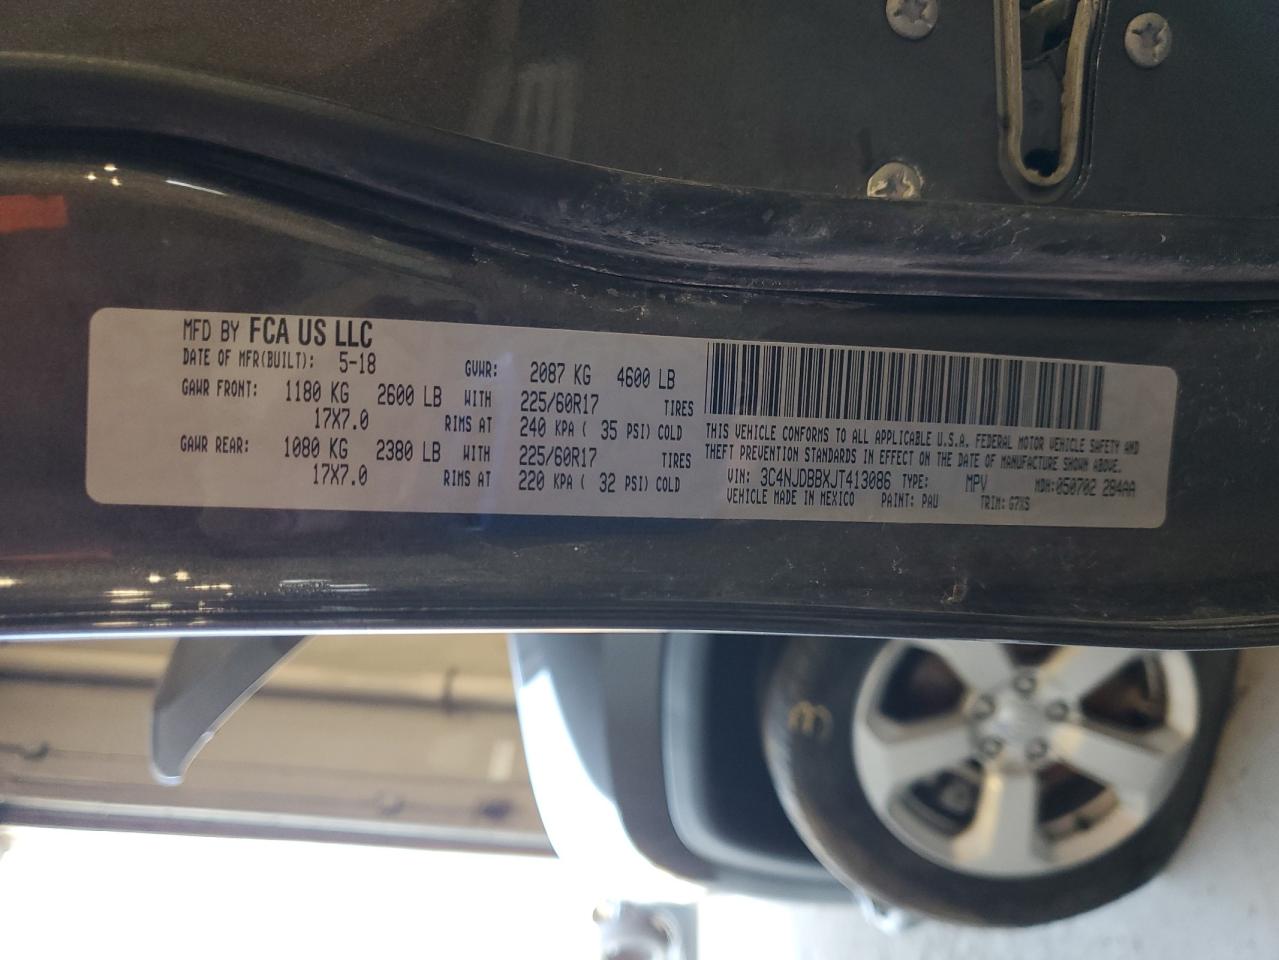 MFD BY FCA US LLC
DATE OF MFR(BUILT): 5-18 GVWR: 2087 KG 4600 LB
GAWR FRONT: 1180 KG 2600 LB WITH 225/60R17 TIRES
17X7.0 RIMS AT 240 KPA ( 35 PSI) COLD
GAWR REAR: 1080 KG 2380 LB WITH 225/60R17 TIRES
17X7.0 RIMS AT 220 KPA ( 32 PSI) COLD
THIS VEHICLE CONFORMS TO ALL APPLICABLE U.S.A. FEDERAL MOTOR VEHICLE SAFETY AND
THEFT PREVENTION STANDARDS IN EFFECT ON THE DATE OF MANUFACTURE SHOWN ABOVE.
VIN: 3C4NJDBBXJT413086 TYPE: MPV MDH:050702 284AA
VEHICLE MADE IN MEXICO PAINT: PAU TRIM: G7XS
3